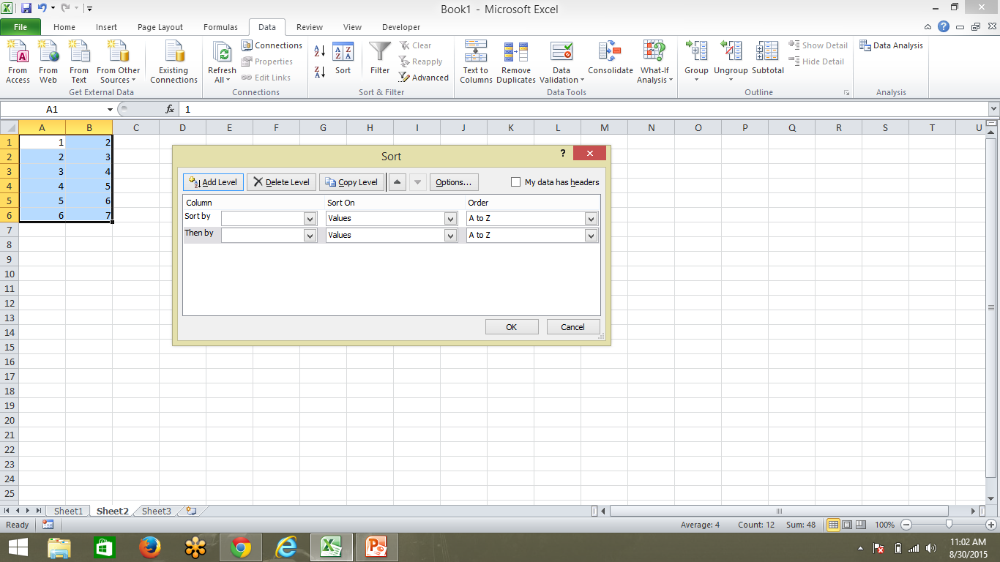 Book1 - Microsoft Excel
File Home Insert Page Layout Formulas Data Review View Developer
From Access
From Web
From Text
From Other Sources
Existing Connections
Get External Data
Refresh All
Connections
Properties
Edit Links
Connections
Sort
Filter
Clear
Reapply
Advanced
Sort & Filter
Text to Columns
Remove Duplicates
Data Validation
Consolidate
What-If Analysis
Data Tools
Group
Ungroup
Subtotal
Show Detail
Hide Detail
Outline
Data Analysis
Analysis
A1 fx 1
A B C D E F G H I J K L M N O P Q R S T U
1 1 2
2 2 3
3 3 4
4 4 5
5 5 6
6 6 7
7
8
9
10
11
12
13
14
15
16
17
18
19
20
21
22
23
24
25
Sort ?
Add Level Delete Level Copy Level Options... My data has headers
Column Sort On Order
Sort by Values A to Z
Then by Values A to Z
OK Cancel
Sheet1 Sheet2 Sheet3
Ready Average: 4 Count: 12 Sum: 48 100%
11:02 AM
8/30/2015